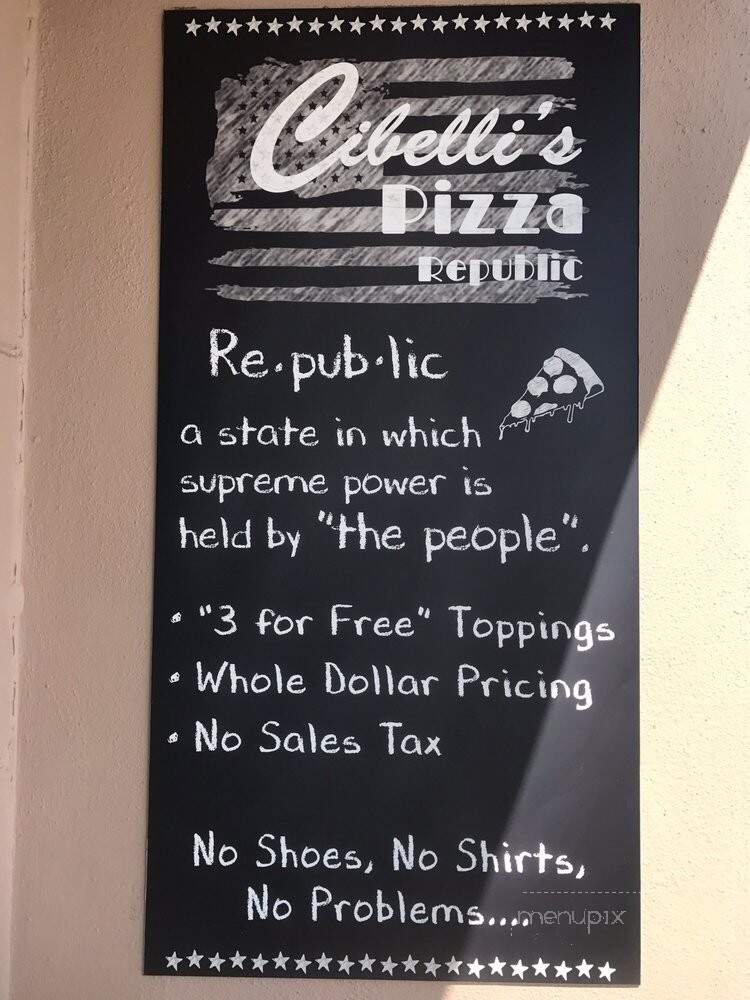 Cibelli's
Pizza
Republic
Re•pub•lic
a state in which
supreme power is
held by "the people".
• "3 for Free" Toppings
• Whole Dollar Pricing
• No Sales Tax
No Shoes, No Shirts,
No Problems....
menupix